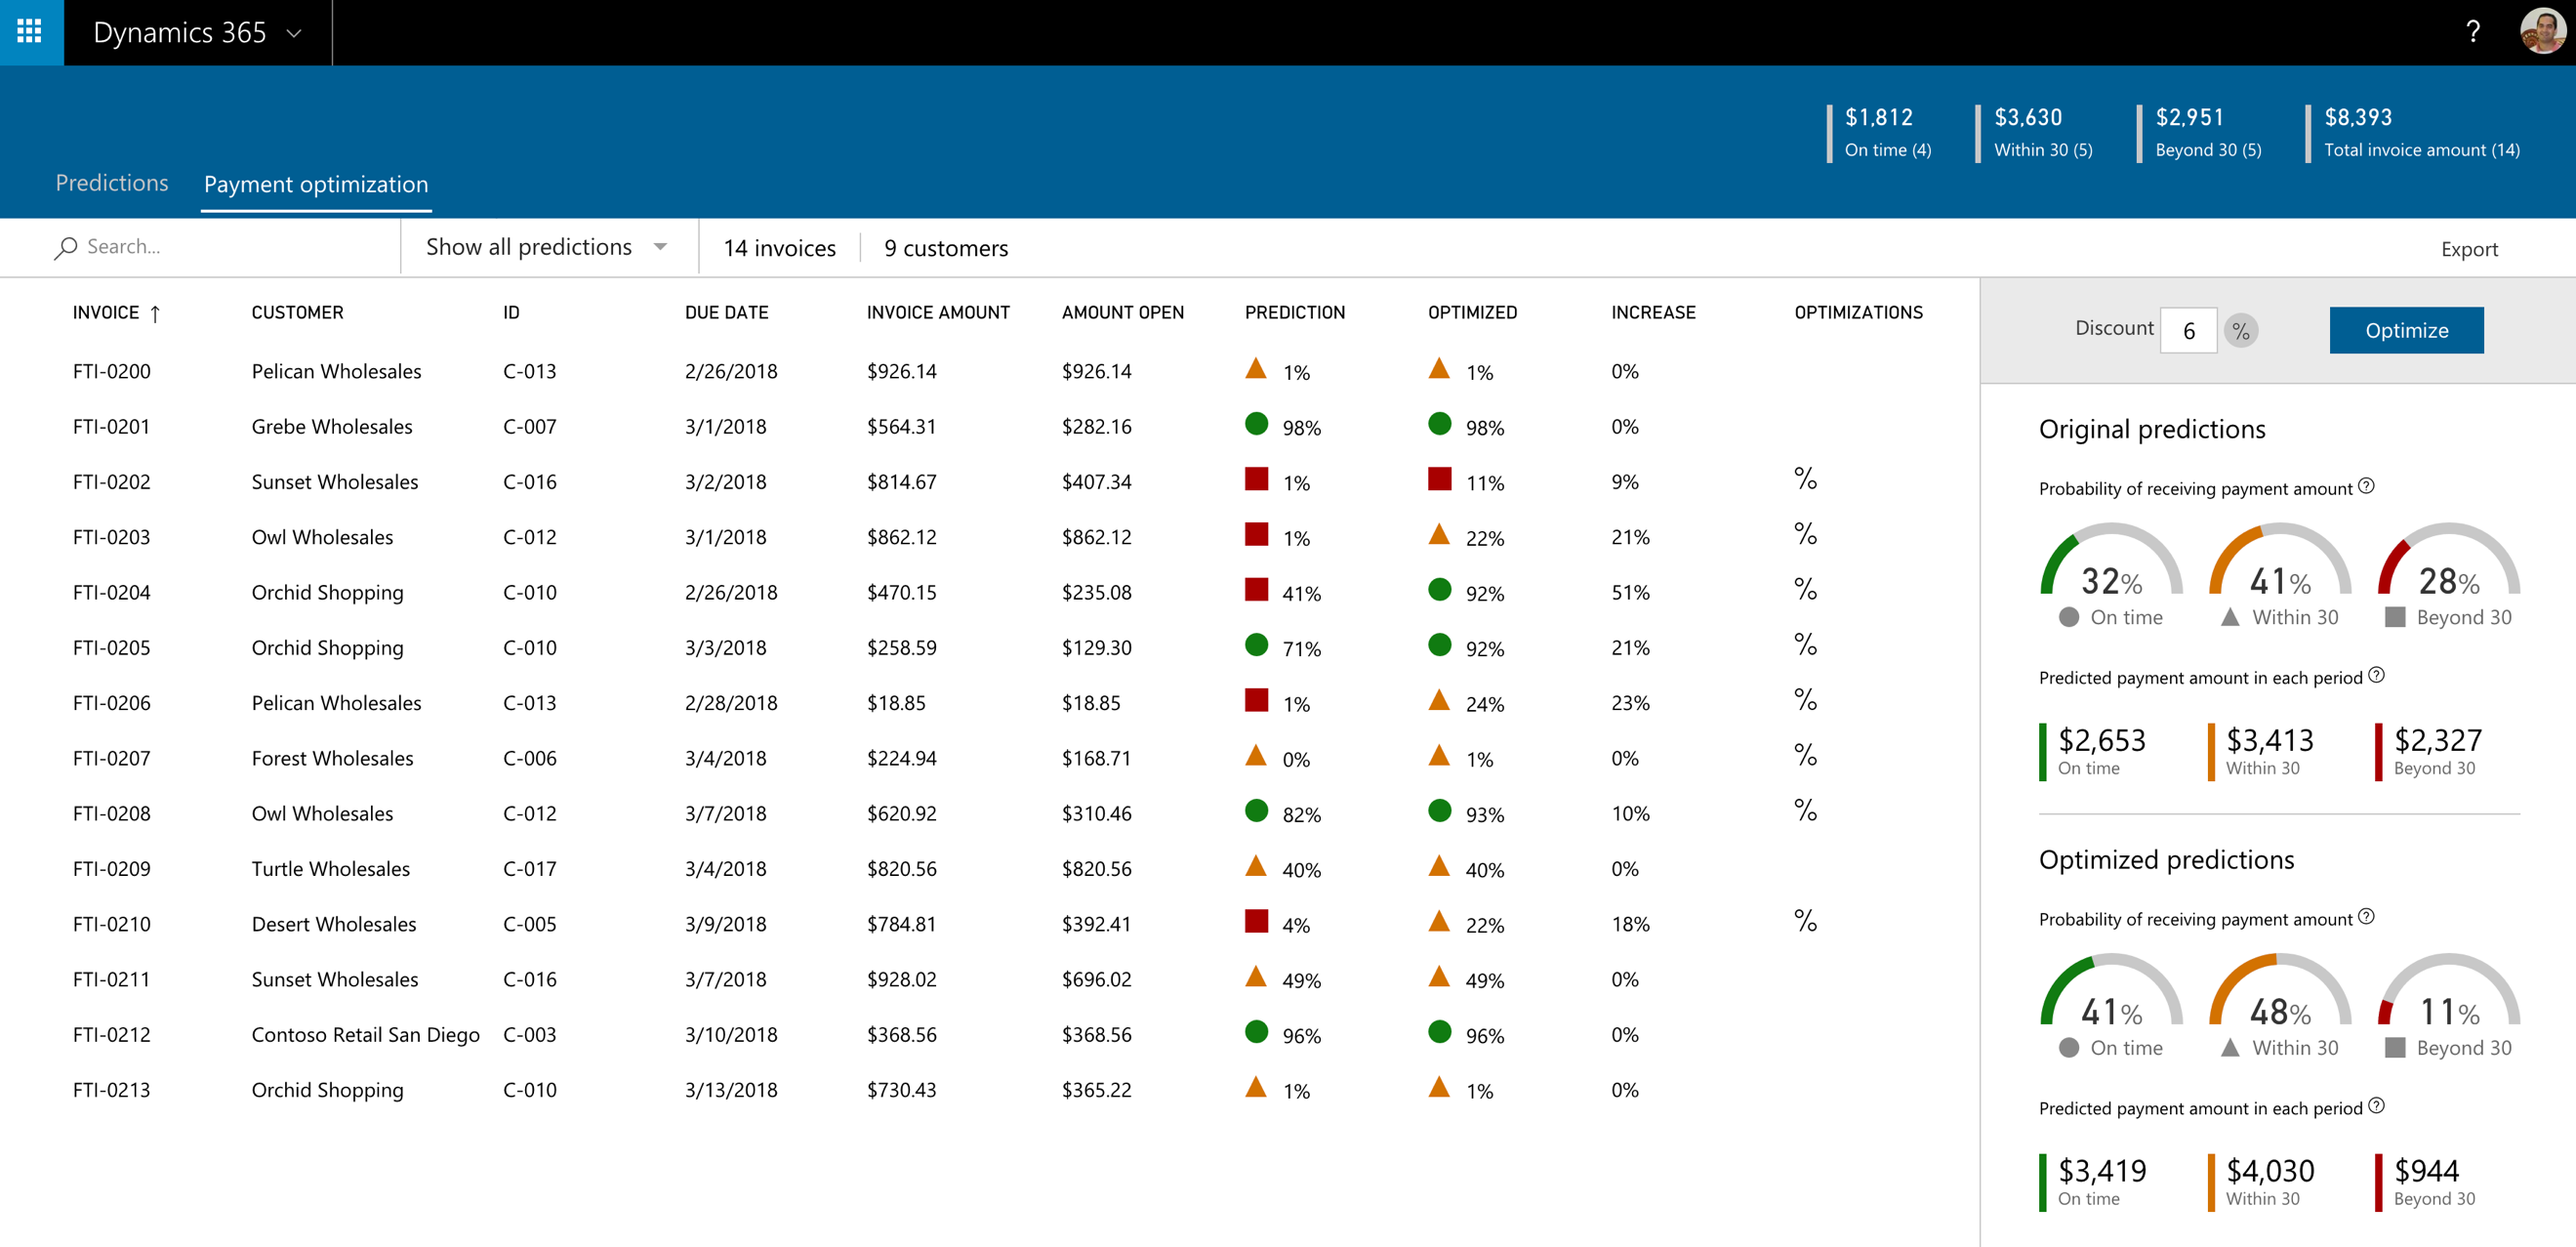 Dynamics 365
?
$1,812 $3,630 $2,951 $8,393
On time (4) Within 30 (5) Beyond 30 (5) Total invoice amount (14)
Predictions Payment optimization
Search... Show all predictions 14 invoices 9 customers Export
INVOICE ↑ CUSTOMER ID DUE DATE INVOICE AMOUNT AMOUNT OPEN PREDICTION OPTIMIZED INCREASE OPTIMIZATIONS
FTI-0200 Pelican Wholesales C-013 2/26/2018 $926.14 $926.14 1% 1% 0%
FTI-0201 Grebe Wholesales C-007 3/1/2018 $564.31 $282.16 98% 98% 0%
FTI-0202 Sunset Wholesales C-016 3/2/2018 $814.67 $407.34 1% 11% 9% %
FTI-0203 Owl Wholesales C-012 3/1/2018 $862.12 $862.12 1% 22% 21% %
FTI-0204 Orchid Shopping C-010 2/26/2018 $470.15 $235.08 41% 92% 51% %
FTI-0205 Orchid Shopping C-010 3/3/2018 $258.59 $129.30 71% 92% 21% %
FTI-0206 Pelican Wholesales C-013 2/28/2018 $18.85 $18.85 1% 24% 23% %
FTI-0207 Forest Wholesales C-006 3/4/2018 $224.94 $168.71 0% 1% 0% %
FTI-0208 Owl Wholesales C-012 3/7/2018 $620.92 $310.46 82% 93% 10% %
FTI-0209 Turtle Wholesales C-017 3/4/2018 $820.56 $820.56 40% 40% 0%
FTI-0210 Desert Wholesales C-005 3/9/2018 $784.81 $392.41 4% 22% 18% %
FTI-0211 Sunset Wholesales C-016 3/7/2018 $928.02 $696.02 49% 49% 0%
FTI-0212 Contoso Retail San Diego C-003 3/10/2018 $368.56 $368.56 96% 96% 0%
FTI-0213 Orchid Shopping C-010 3/13/2018 $730.43 $365.22 1% 1% 0%
Discount 6 % Optimize
Original predictions
Probability of receiving payment amount ?
32% 41% 28%
On time Within 30 Beyond 30
Predicted payment amount in each period ?
$2,653 $3,413 $2,327
On time Within 30 Beyond 30
Optimized predictions
Probability of receiving payment amount ?
41% 48% 11%
On time Within 30 Beyond 30
Predicted payment amount in each period ?
$3,419 $4,030 $944
On time Within 30 Beyond 30